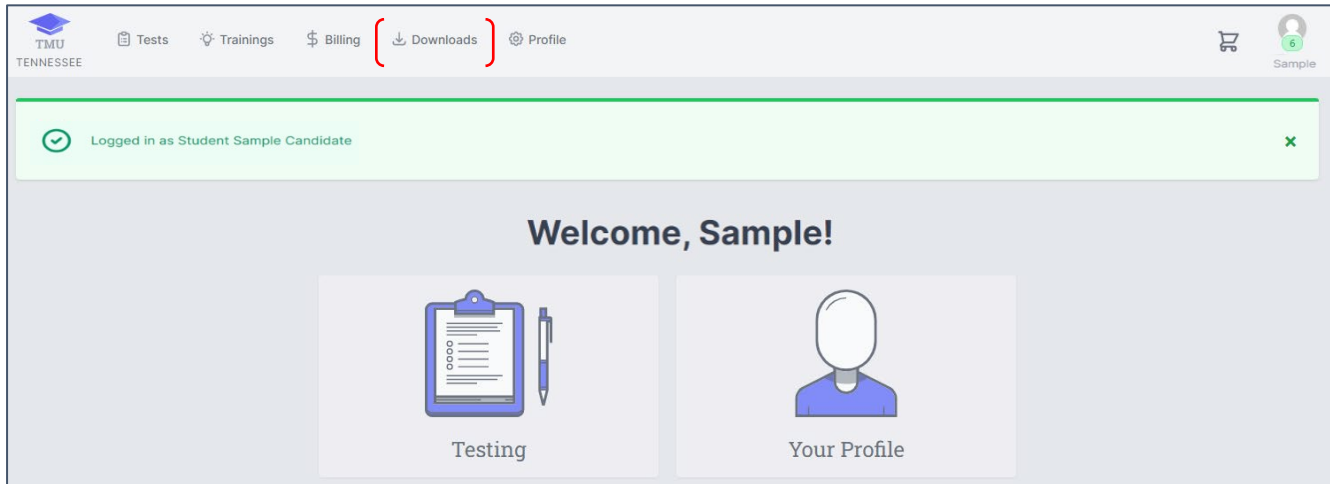 TMU
TENNESSEE
Tests Trainings $ Billing Downloads Profile
6
Sample
Logged in as Student Sample Candidate
Welcome, Sample!
Testing
Your Profile